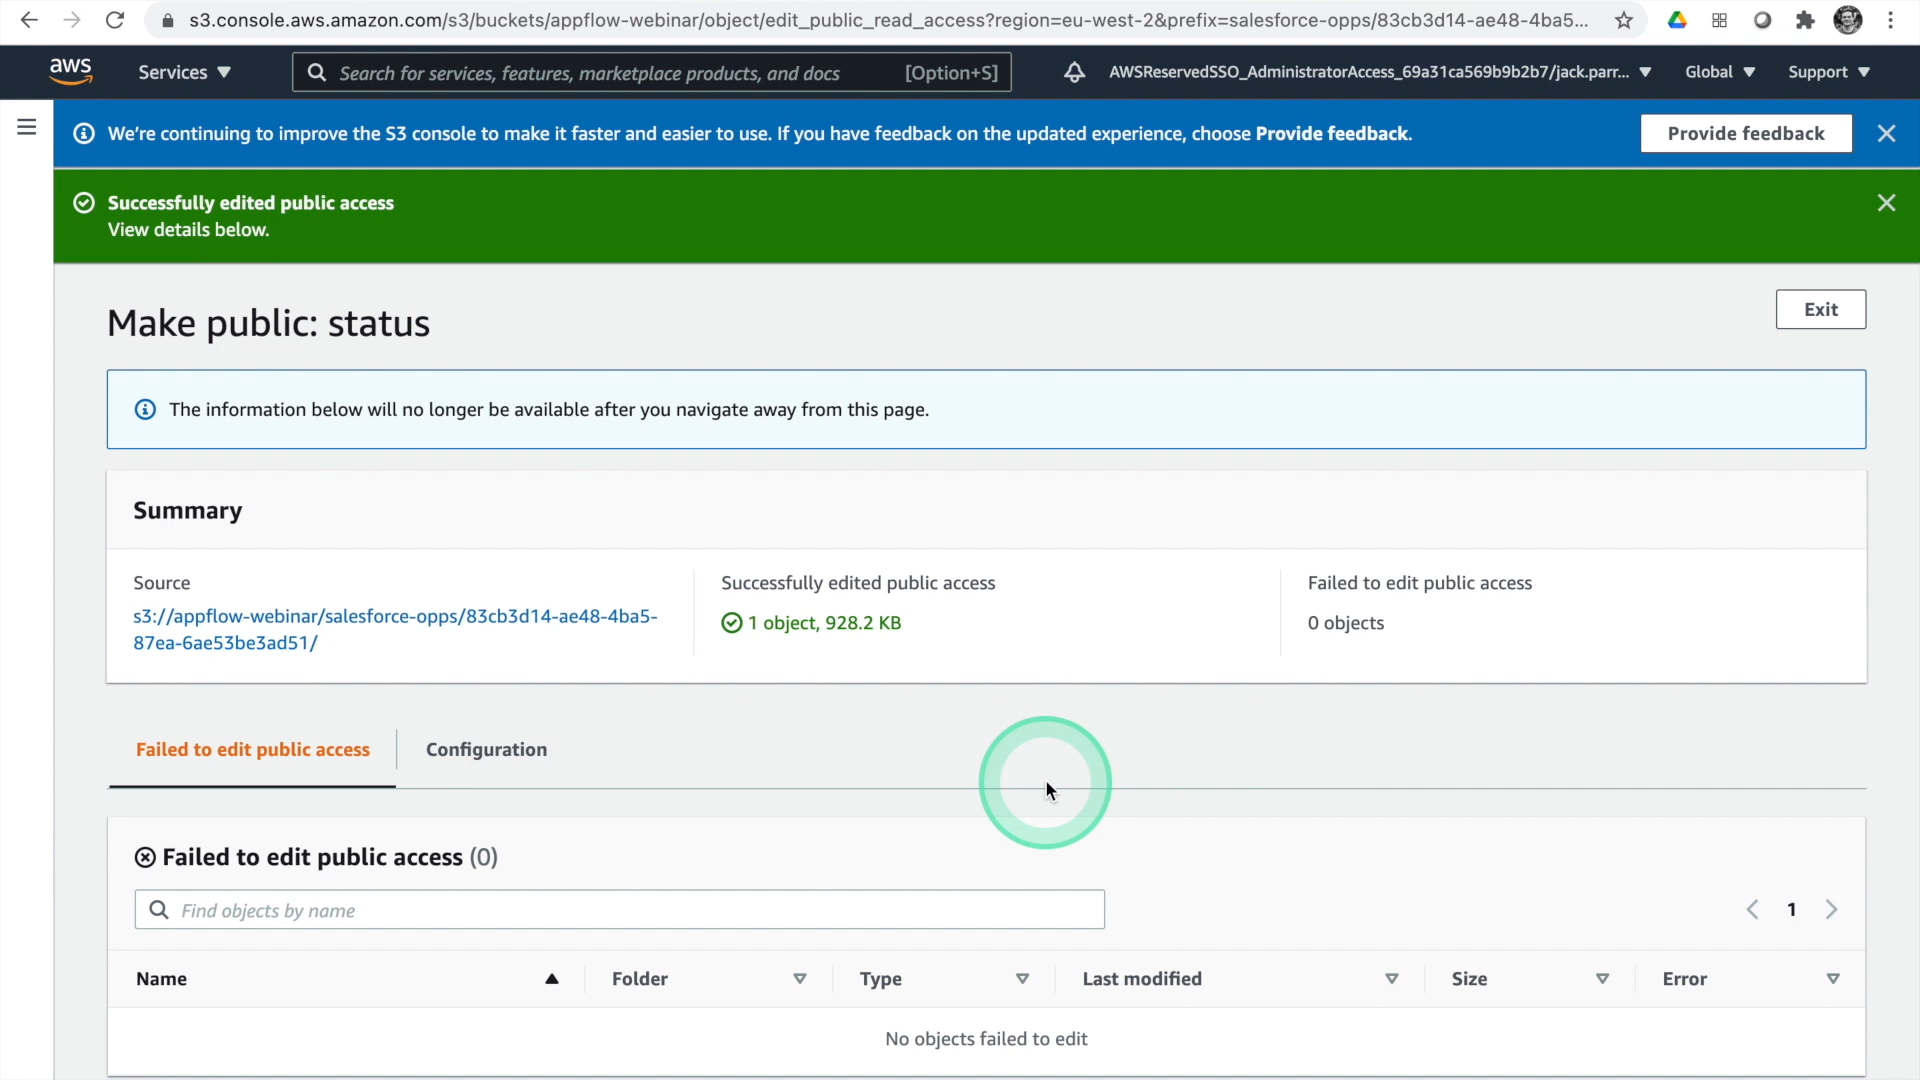 s3.console.aws.amazon.com/s3/buckets/appflow-webinar/object/edit_public_read_access?region=eu-west-2&prefix=salesforce-opps/83cb3d14-ae48-4ba5...
aws
Services
Search for services, features, marketplace products, and docs [Option+S]
AWSReservedSSO_AdministratorAccess_69a31ca569b9b2b7/jack.parr...
Global
Support
We're continuing to improve the S3 console to make it faster and easier to use. If you have feedback on the updated experience, choose Provide feedback.
Provide feedback
Successfully edited public access
View details below.
Make public: status
Exit
The information below will no longer be available after you navigate away from this page.
Summary
Source
s3://appflow-webinar/salesforce-opps/83cb3d14-ae48-4ba5-
87ea-6ae53be3ad51/
Successfully edited public access
1 object, 928.2 KB
Failed to edit public access
0 objects
Failed to edit public access
Configuration
Failed to edit public access (0)
Find objects by name
1
Name
Folder
Type
Last modified
Size
Error
No objects failed to edit